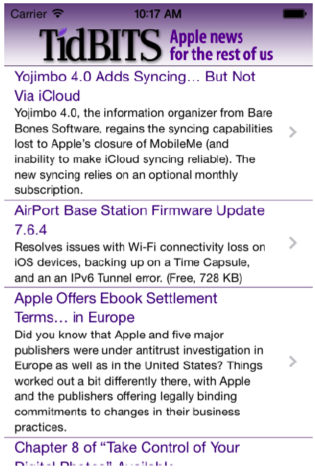 Carrier 10:17 AM
TidBITS Apple news
for the rest of us
Yojimbo 4.0 Adds Syncing… But Not
Via iCloud
Yojimbo 4.0, the information organizer from Bare
Bones Software, regains the syncing capabilities
lost to Apple's closure of MobileMe (and
inability to make iCloud syncing reliable). The
new syncing relies on an optional monthly
subscription.
AirPort Base Station Firmware Update
7.6.4
Resolves issues with Wi-Fi connectivity loss on
iOS devices, backing up on a Time Capsule,
and an an IPv6 Tunnel error. (Free, 728 KB)
Apple Offers Ebook Settlement
Terms… in Europe
Did you know that Apple and five major
publishers were under antitrust investigation in
Europe as well as in the United States? Things
worked out a bit differently there, with Apple
and the publishers offering legally binding
commitments to changes in their business
practices.
Chapter 8 of “Take Control of Your
Digital Photos” Available